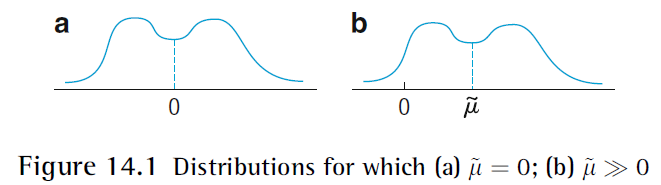 a b
0 0 μ̃
Figure 14.1 Distributions for which (a) μ̃ = 0; (b) μ̃ ≫ 0